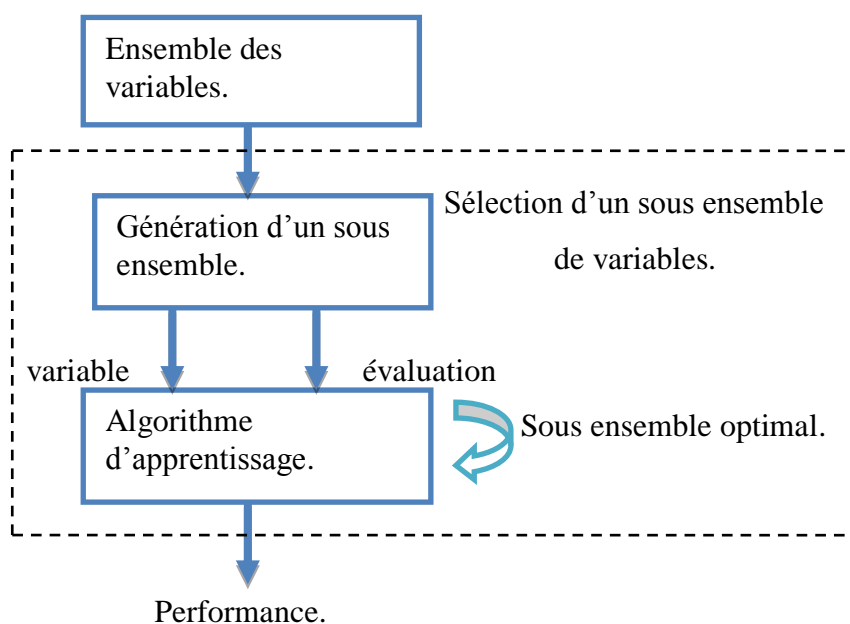 Ensemble des
variables.
Sélection d’un sous ensemble
de variables.
Génération d’un sous
ensemble.
variable
évaluation
Algorithme
d’apprentissage.
Sous ensemble optimal.
Performance.